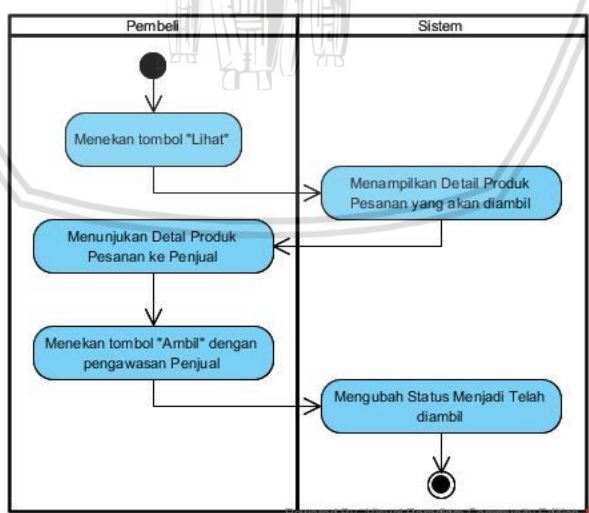 Pembeli
Sistem
Menekan tombol "Lihat"
Menampilkan Detail Produk
Pesanan yang akan diambil
Menunjukan Detal Produk
Pesanan ke Penjual
Menekan tombol "Ambil" dengan
pengawasan Penjual
Mengubah Status Menjadi Telah
diambil